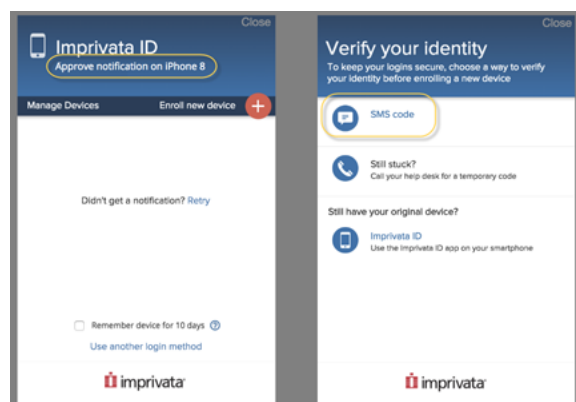 Close
Imprivata ID
Approve notification on iPhone 8
Manage Devices Enroll new device +
Didn't get a notification? Retry
Remember device for 10 days ?
Use another login method
imprivata
Close
Verify your identity
To keep your logins secure, choose a way to verify
your identity before enrolling a new device
SMS code
Still stuck?
Call your help desk for a temporary code
Still have your original device?
Imprivata ID
Use the Imprivata ID app on your smartphone
imprivata